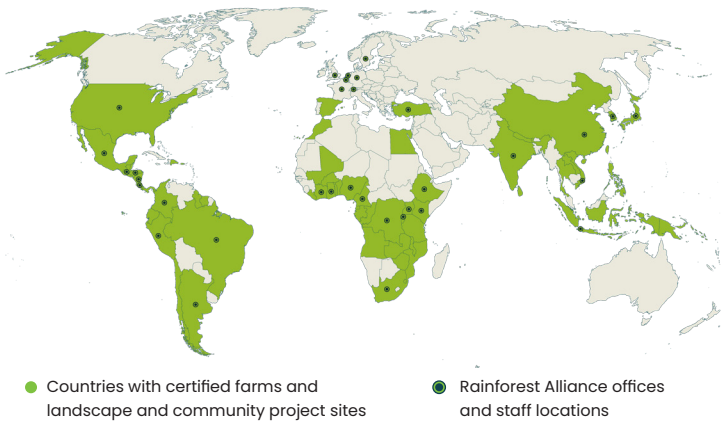 Countries with certified farms and
landscape and community project sites
Rainforest Alliance offices
and staff locations